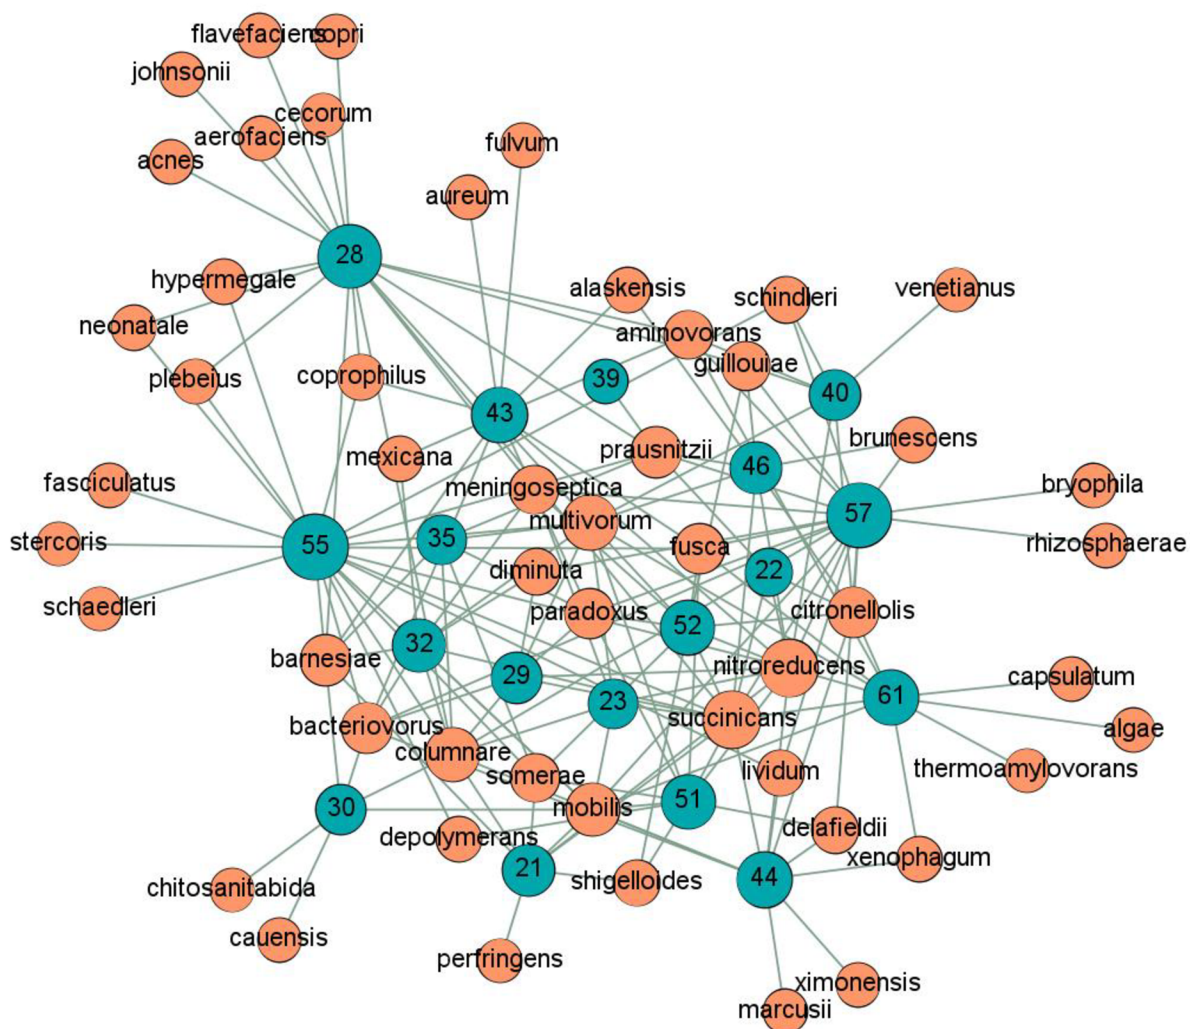 flavefaciens
copri
johnsonii
cecorum
aerofaciens
acnes
fulvum
aureum
28
hypermegale
alaskensis
schindleri
venetianus
neonatale
aminovorans
guillouiae
plebeius
coprophilus
39
40
43
mexicana
prausnitzii
46
brunescens
fasciculatus
meningoseptica
bryophila
multivorum
57
stercoris
55
35
fusca
rhizosphaerae
diminuta
22
schaedleri
paradoxus
citronellolis
52
32
barnesiae
29
nitroreducens
capsulatum
61
23
succinicans
bacteriovorus
columnare
algae
somerae
lividum
thermoamylovorans
30
mobilis
51
depolymerans
delafieldii
xenophagum
21
shigelloides
44
chitosanitabida
cauensis
perfringens
ximonensis
marcusii